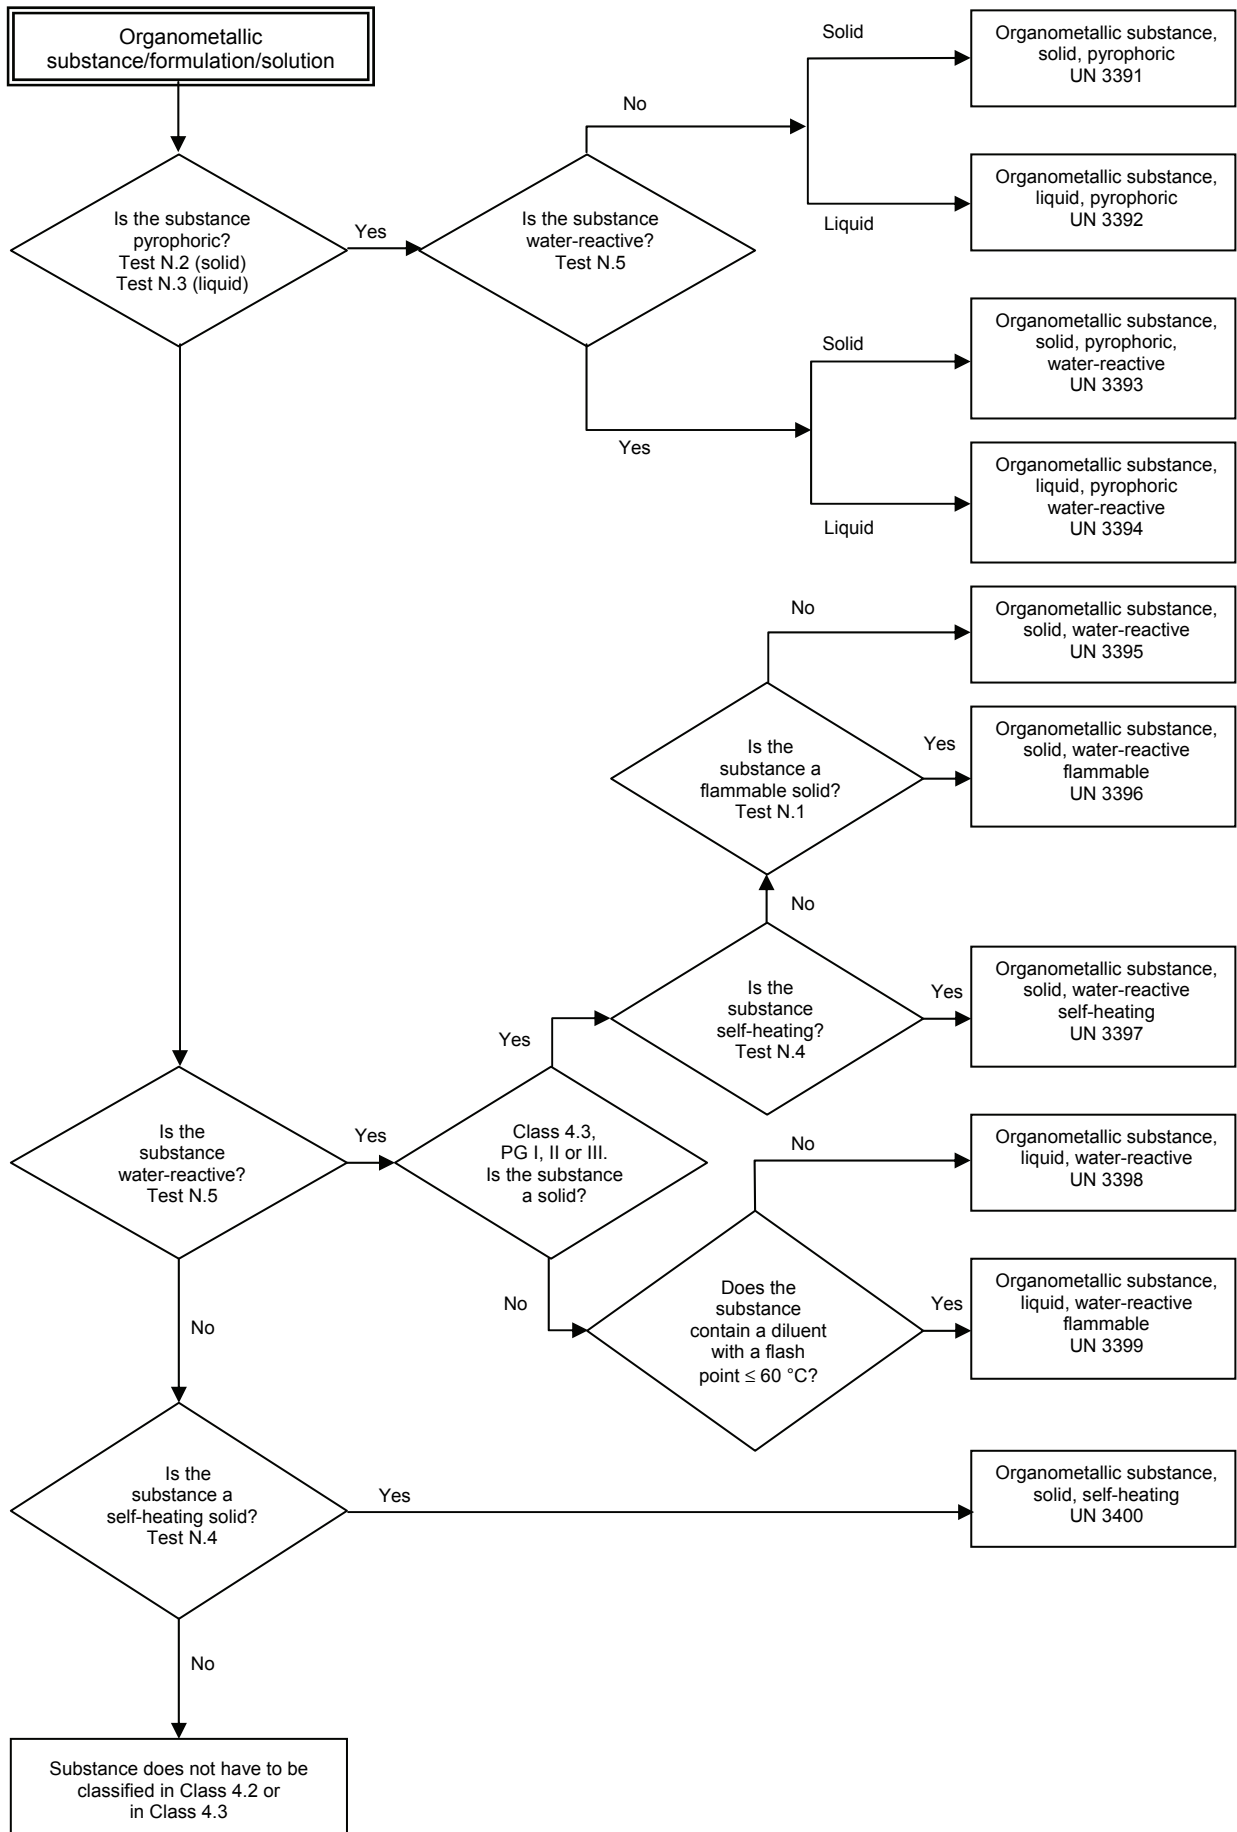 Organometallic
substance/formulation/solution
Solid
Organometallic substance,
solid, pyrophoric
UN 3391
No
Is the substance
pyrophoric?
Test N.2 (solid)
Test N.3 (liquid)
Yes
Is the substance
water-reactive?
Test N.5
Liquid
Organometallic substance,
liquid, pyrophoric
UN 3392
Solid
Organometallic substance,
solid, pyrophoric,
water-reactive
UN 3393
Yes
Liquid
Organometallic substance,
liquid, pyrophoric
water-reactive
UN 3394
No
Organometallic substance,
solid, water-reactive
UN 3395
Is the
substance a
flammable solid?
Test N.1
Yes
Organometallic substance,
solid, water-reactive
flammable
UN 3396
No
Is the
substance
self-heating?
Test N.4
Yes
Organometallic substance,
solid, water-reactive
self-heating
UN 3397
Yes
Is the
substance
water-reactive?
Test N.5
Yes
Class 4.3,
PG I, II or III.
Is the substance
a solid?
No
Organometallic substance,
liquid, water-reactive
UN 3398
No
Does the
substance
contain a diluent
with a flash
point ≤ 60 °C?
Yes
Organometallic substance,
liquid, water-reactive
flammable
UN 3399
No
Is the
substance a
self-heating solid?
Test N.4
Yes
Organometallic substance,
solid, self-heating
UN 3400
No
Substance does not have to be
classified in Class 4.2 or
in Class 4.3